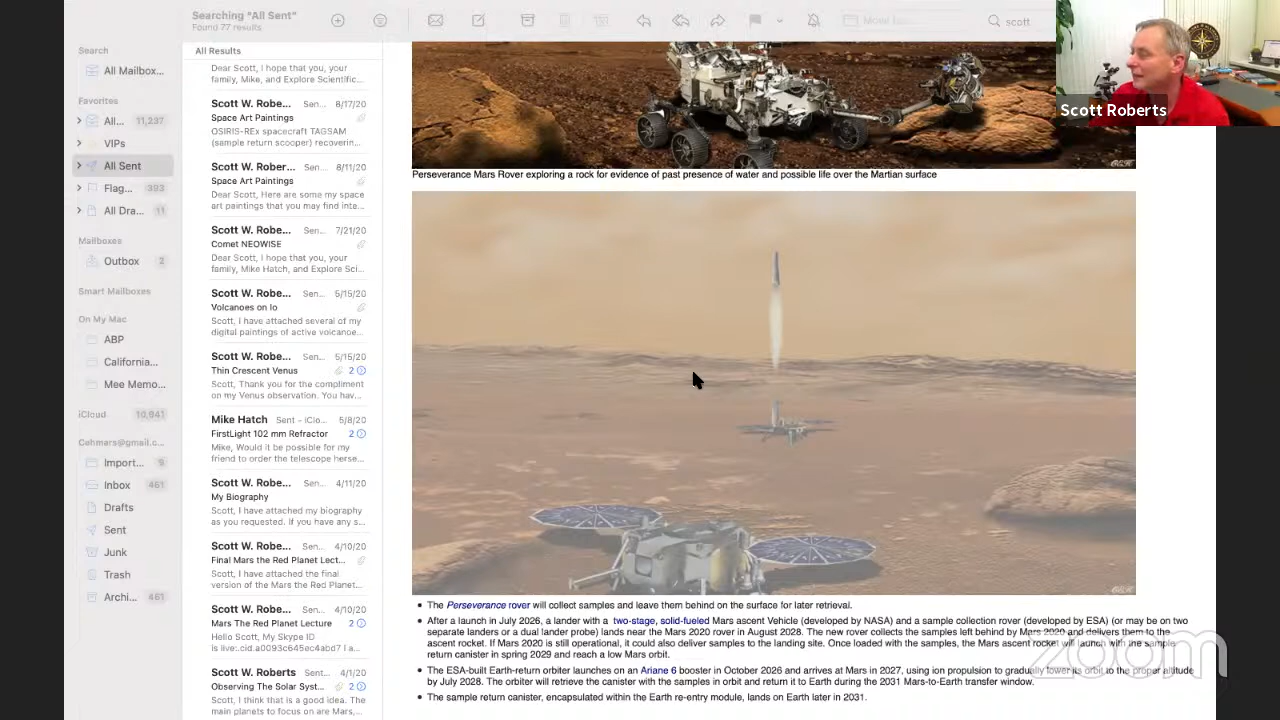 Searching "All Sent"
Found 77 results
Move to...
scott
Scott Roberts
Search
All Mailbox...
Favorites
All... 11,237
VIPs
All Sent
Flag... 393
All Dra... 11
Mailboxes
Outbox 2
Smart Mailboxes
On My Mac
ABP
California...
Mee Memo...
iCloud 10,941
Cahmars@gmail.c...
Import... 9
Inbox 461
Drafts
Sent
Junk
Trash
Archi... 461
All Results
Dear Scott, I hope that you, your
family, Mike, and Explore Scientific...
Scott W. Robe... Sen... 8/17/20
Space Art Paintings
OSIRIS-REx spacecraft TAGSAM
(sample return scooper) recoverin...
Scott W. Rober... Sen... 8/11/20
Space Art Paintings
Dear Scott, Here are some my space
art paintings that you may find inte...
Scott W. Robe... Sen... 7/21/20
Comet NEOWISE
Dear Scott, I hope that you, your
family, Mike Hatch, and Explore Sci...
Scott W. Robe... Sen... 5/15/20
Volcanoes on Io
Scott, I have attached several of my
digital paintings of active volcanoe...
Scott W. Robe... Sen... 5/15/20
Thin Crescent Venus 2
Scott, Thank you for the compliment
on my Venus observation. You hav...
Mike Hatch Sent - iClo... 5/8/20
FirstLight 102 mm Refractor 2
Mike, Would it be possible for my
friend to order the telescope herse...
Scott W. Robe... Sen... 4/11/20
My Biography
Scott, I have attached my biography
as you requested. If you have any s...
Scott W. Robe... Sen... 4/10/20
Final Mars the Red Planet Lect...
Scott, I have attached the final
version of the Mars the Red Planet...
Scott W. Robe... Sen... 4/10/20
Mars The Red Planet Lecture 2
Hello Scott, My Skype ID
is live:.cid.a0093c645ec4abd7 I a...
Scott Roberts Sen... 4/1/20
Observing The Solar Syst... 2
Scott, I think that is a good idea. The
main planets to focus on are Mars,...
Perseverance Mars Rover exploring a rock for evidence of past presence of water and possible life over the Martian surface
• The Perseverance rover will collect samples and leave them behind on the surface for later retrieval.
• After a launch in July 2026, a lander with a two-stage, solid-fueled Mars ascent Vehicle (developed by NASA) and a sample collection rover (developed by ESA) (or may be on two
separate landers or a dual lander probe) lands near the Mars 2020 rover in August 2028. The new rover collects the samples left behind by Mars 2020 and delivers them to the
ascent rocket. If Mars 2020 is still operational, it could also deliver samples to the landing site. Once loaded with the samples, the Mars ascent rocket will launch with the sample
return canister in spring 2029 and reach a low Mars orbit.
• The ESA-built Earth-return orbiter launches on an Ariane 6 booster in October 2026 and arrives at Mars in 2027, using ion propulsion to gradually lower its orbit to the proper altitude
by July 2028. The orbiter will retrieve the canister with the samples in orbit and return it to Earth during the 2031 Mars-to-Earth transfer window.
• The sample return canister, encapsulated within the Earth re-entry module, lands on Earth later in 2031.
zoom